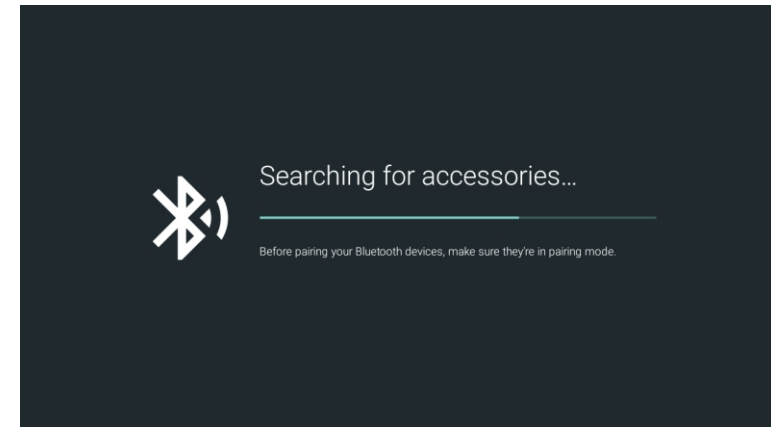 Searching for accessories...
Before pairing your Bluetooth devices, make sure they're in pairing mode.